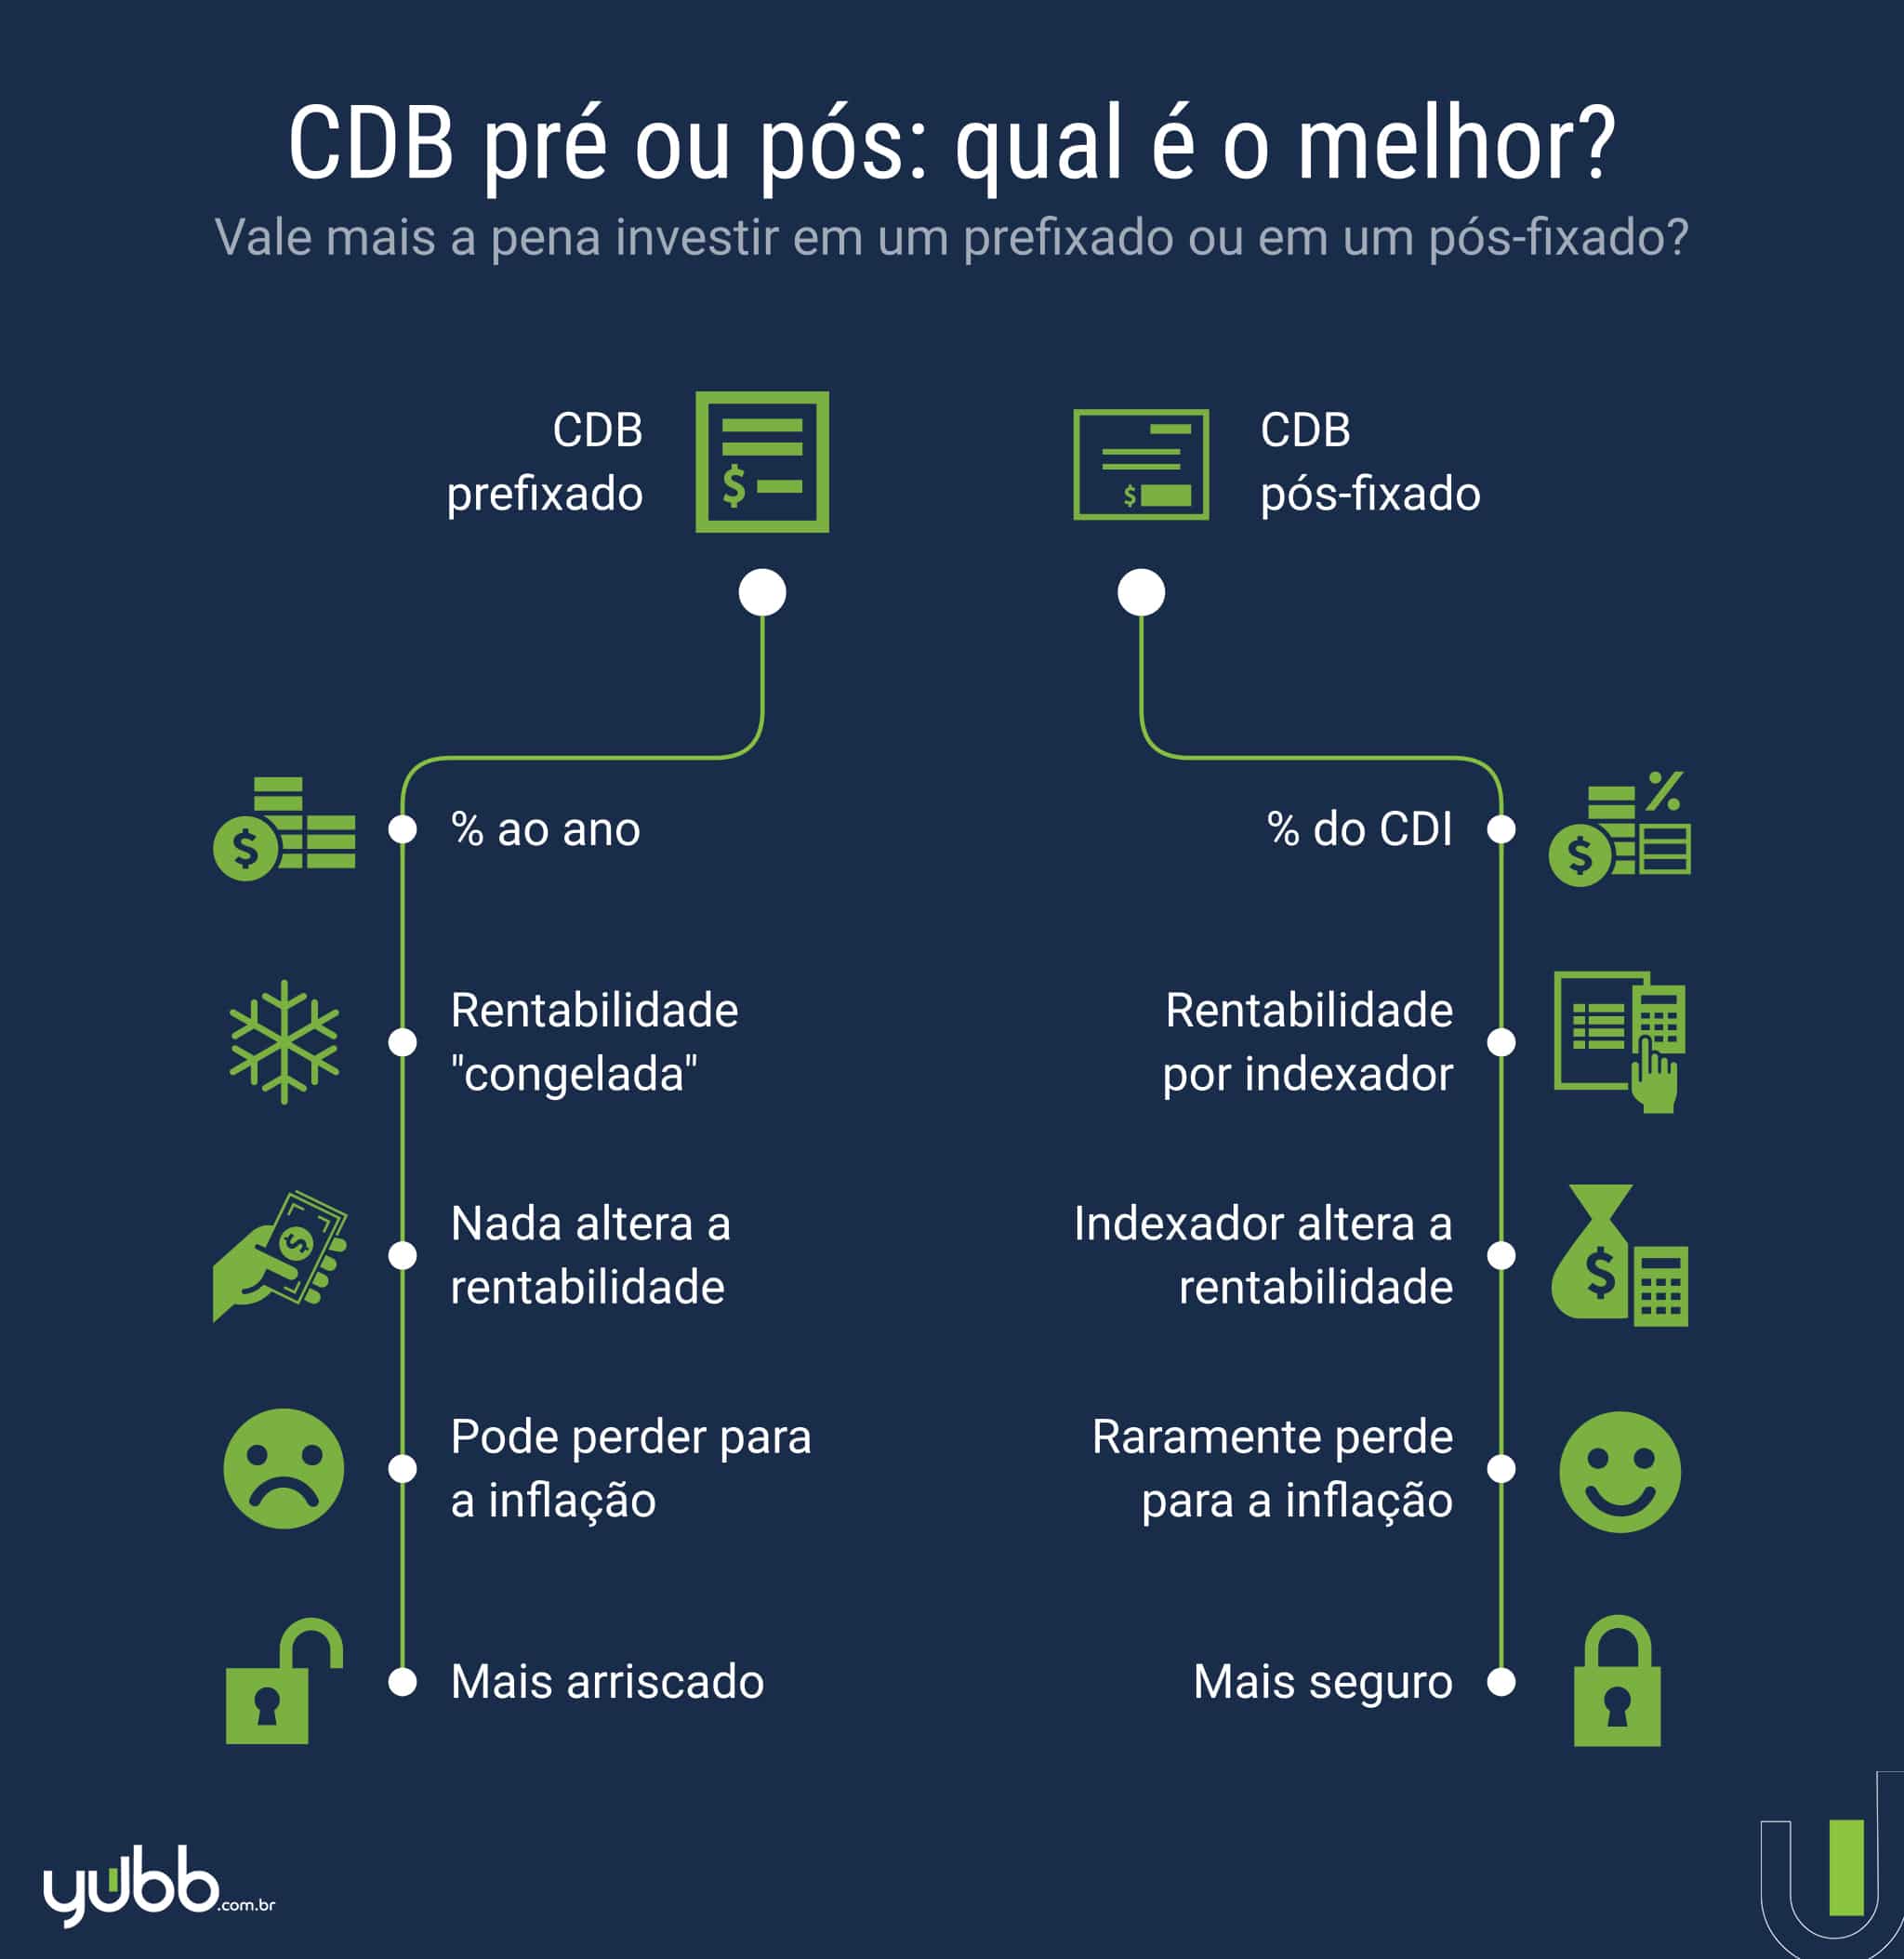 CDB pré ou pós: qual é o melhor?
Vale mais a pena investir em um prefixado ou em um pós-fixado?
CDB
prefixado
CDB
pós-fixado
% ao ano
Rentabilidade
"congelada"
Nada altera a
rentabilidade
Pode perder para
a inflação
Mais arriscado
% do CDI
Rentabilidade
por indexador
Indexador altera a
rentabilidade
Raramente perde
para a inflação
Mais seguro
yubb.com.br